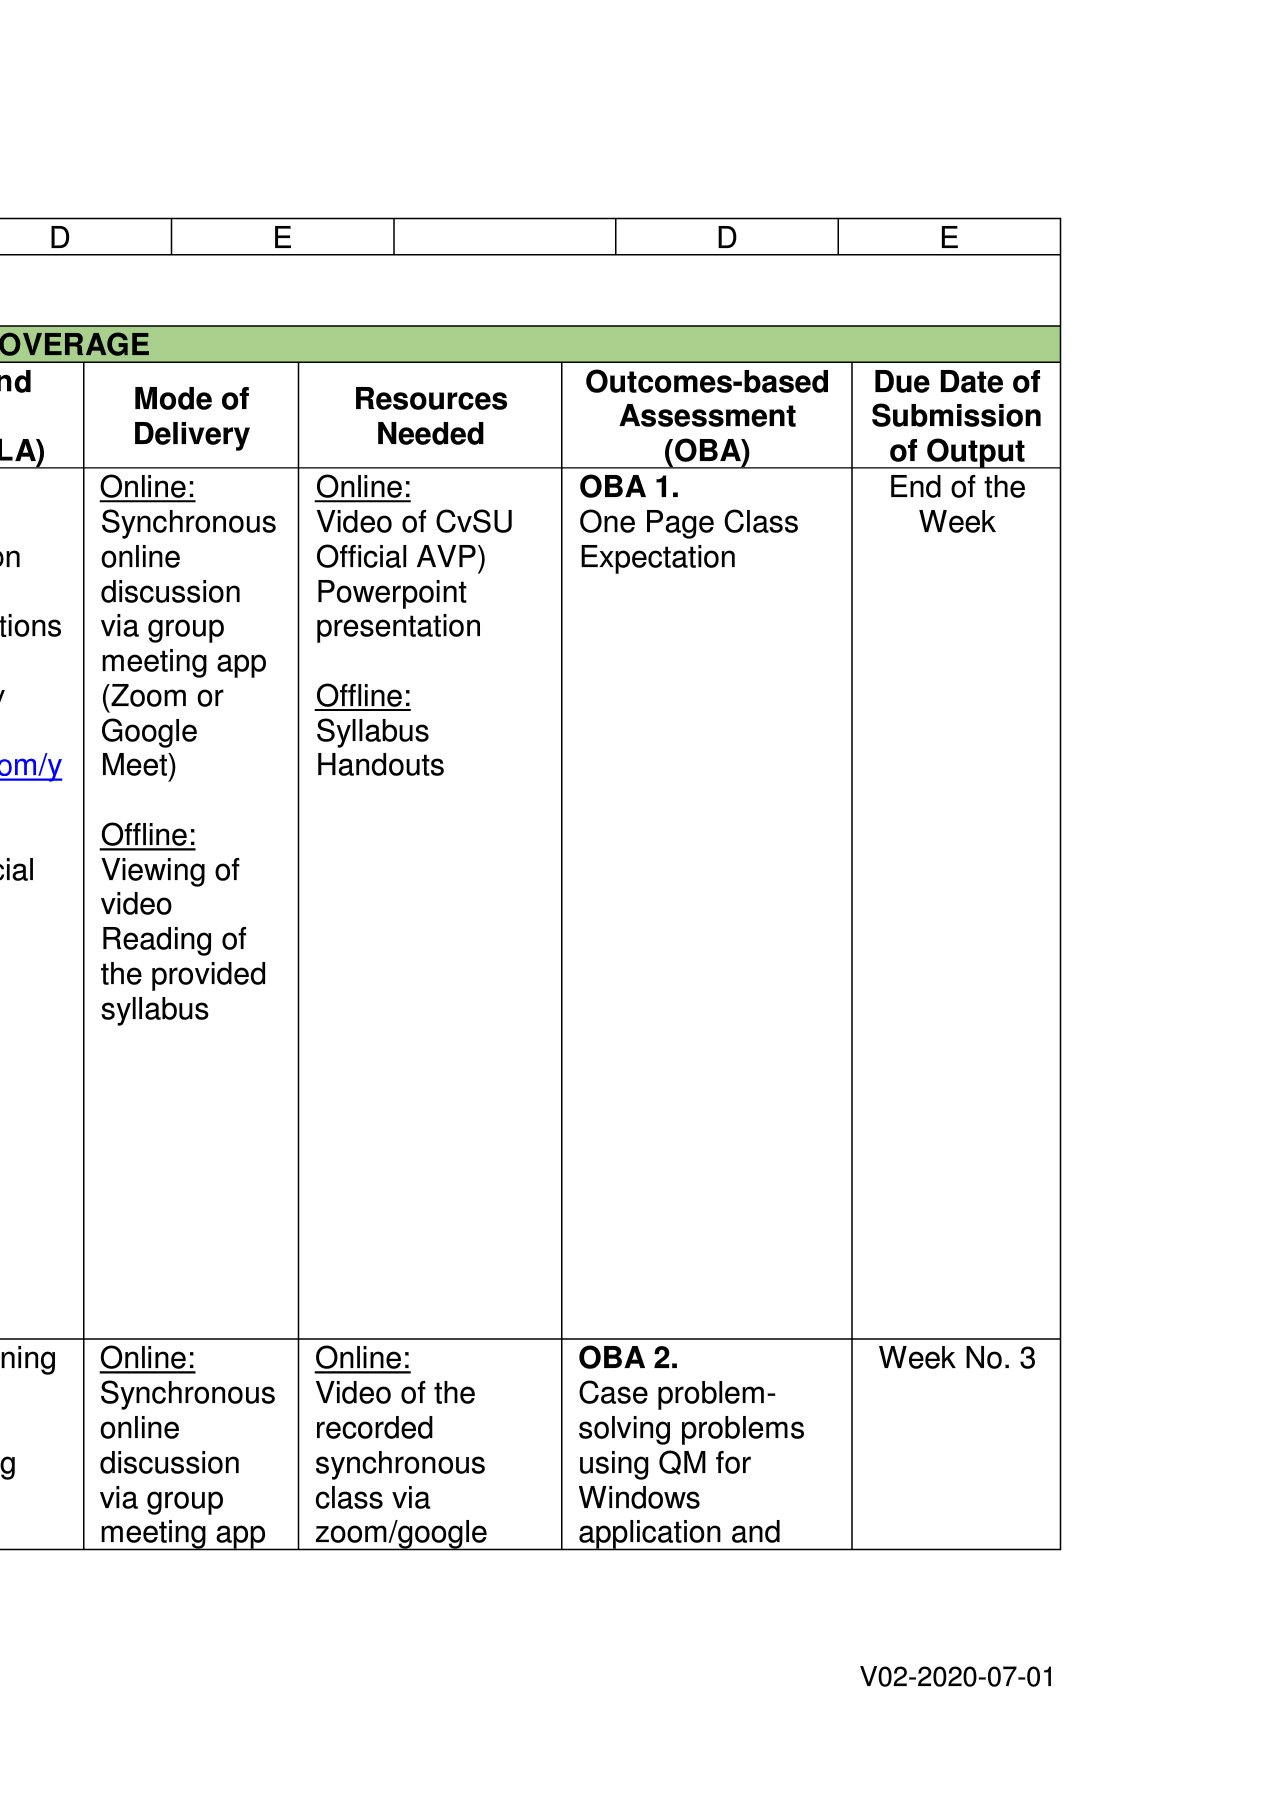 D E D E
OVERAGE
nd
LA)
Mode of
Delivery
Resources
Needed
Outcomes-based
Assessment
(OBA)
Due Date of
Submission
of Output
on
tions
y
om/y
cial
Online:
Synchronous
online
discussion
via group
meeting app
(Zoom or
Google
Meet)
Offline:
Viewing of
video
Reading of
the provided
syllabus
Online:
Video of CvSU
Official AVP)
Powerpoint
presentation
Offline:
Syllabus
Handouts
OBA 1.
One Page Class
Expectation
End of the
Week
ning
g
Online:
Synchronous
online
discussion
via group
meeting app
Online:
Video of the
recorded
synchronous
class via
zoom/google
OBA 2.
Case problem-
solving problems
using QM for
Windows
application and
Week No. 3
V02-2020-07-01